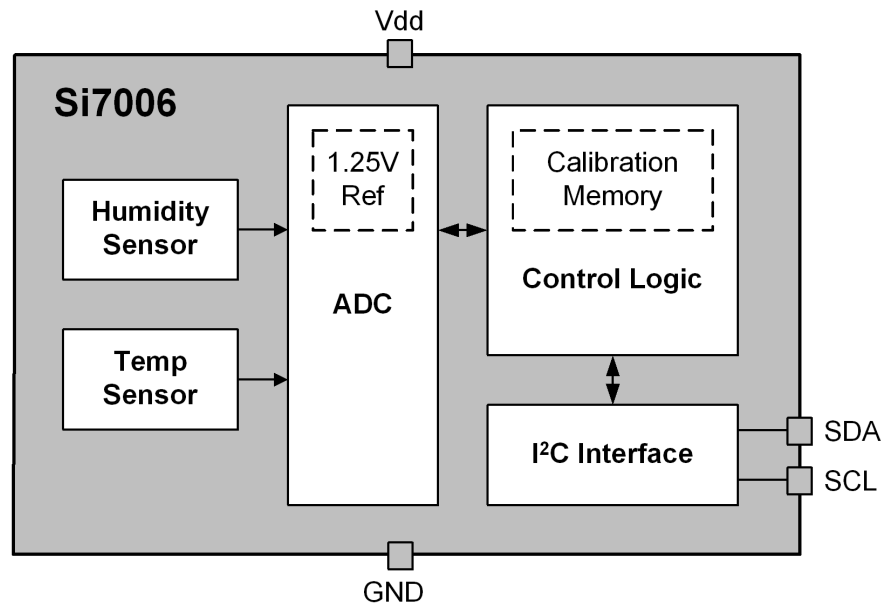 Vdd
Si7006
Humidity
Sensor
Temp
Sensor
1.25V
Ref
ADC
Calibration
Memory
Control Logic
I²C Interface
SDA
SCL
GND